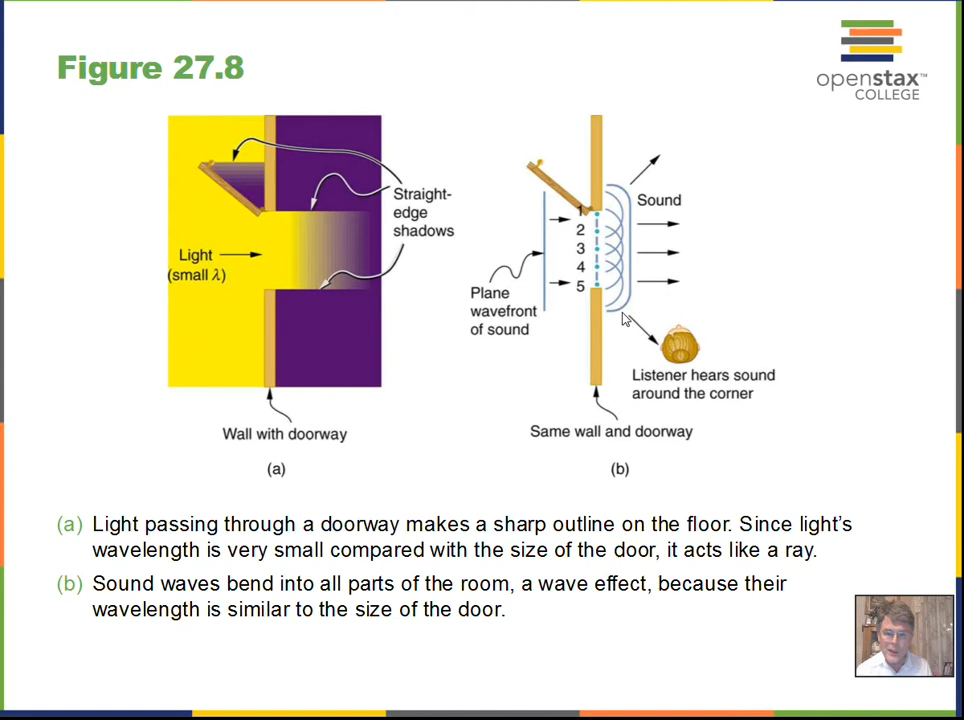 Figure 27.8
openstax™
COLLEGE
Straight-
edge
shadows
Light
(small λ)
Wall with doorway
(a)
1
2
3
4
5
Sound
Plane
wavefront
of sound
Listener hears sound
around the corner
Same wall and doorway
(b)
(a) Light passing through a doorway makes a sharp outline on the floor. Since light’s
wavelength is very small compared with the size of the door, it acts like a ray.
(b) Sound waves bend into all parts of the room, a wave effect, because their
wavelength is similar to the size of the door.